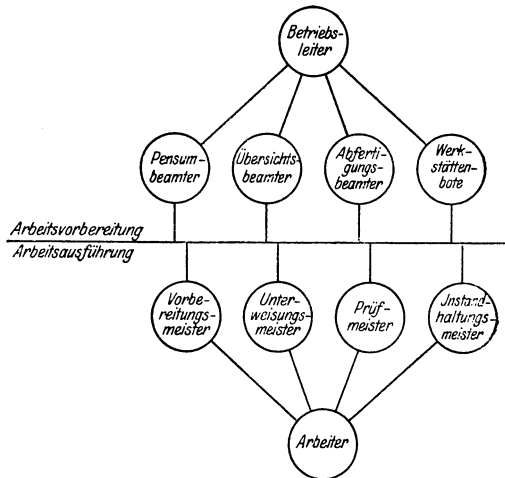 Betriebs-
leiter
Pensum-
beamter
Übersichts-
beamter
Abferti-
gungs-
beamter
Werk-
stätten-
bote
Arbeitsvorbereitung
Arbeitsausführung
Vorbe-
reitungs-
meister
Unter-
weisungs-
meister
Prüf-
meister
Jnstand-
haltungs-
meister
Arbeiter